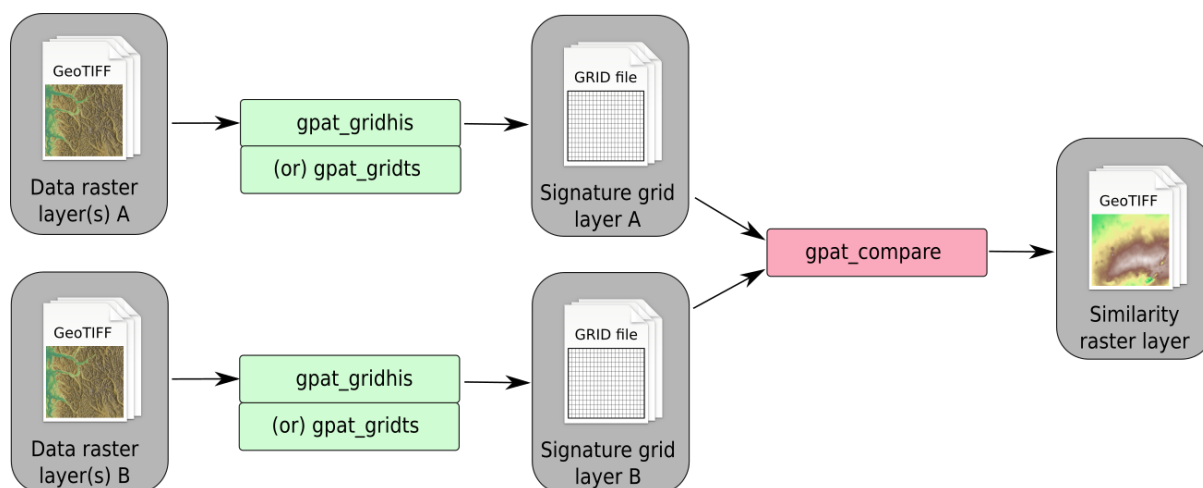 GeoTIFF
Data raster
layer(s) A
gpat_gridhis
(or) gpat_gridts
GRID file
Signature grid
layer A
GeoTIFF
Data raster
layer(s) B
gpat_gridhis
(or) gpat_gridts
GRID file
Signature grid
layer B
gpat_compare
GeoTIFF
Similarity
raster layer